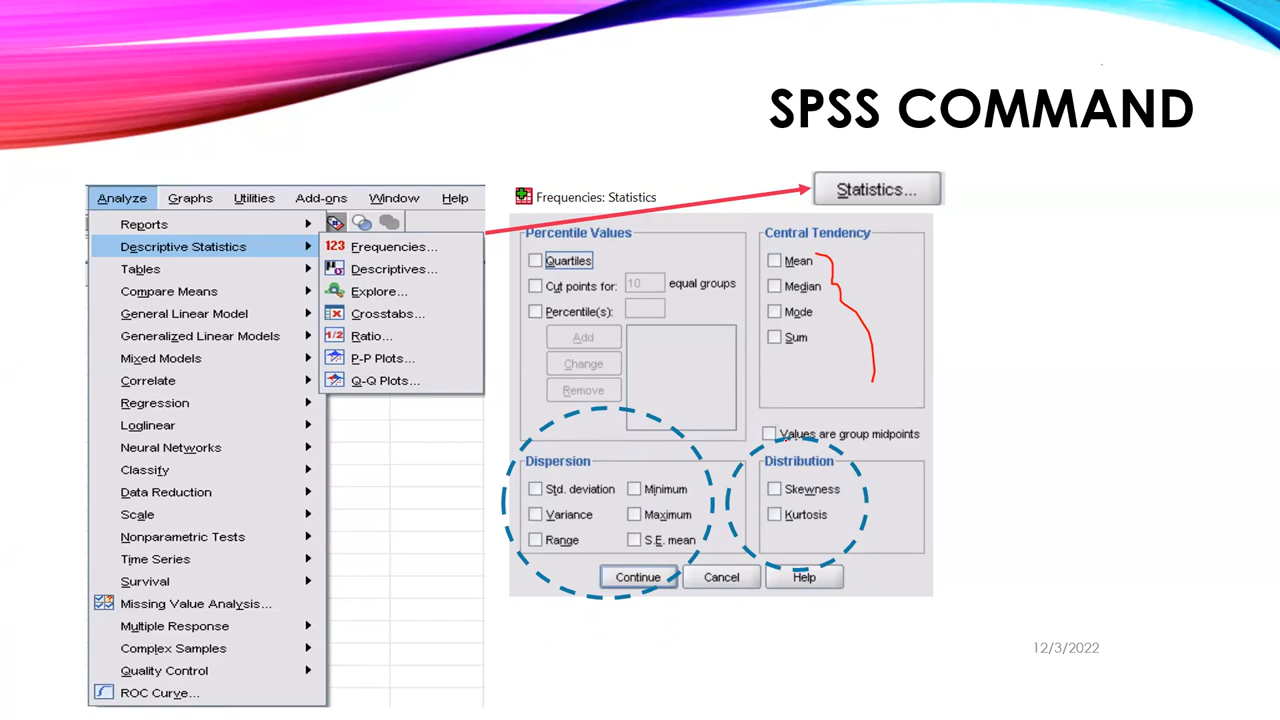 SPSS COMMAND
Analyze Graphs Utilities Add-ons Window Help
Reports
Descriptive Statistics
Tables
Compare Means
General Linear Model
Generalized Linear Models
Mixed Models
Correlate
Regression
Loglinear
Neural Networks
Classify
Data Reduction
Scale
Nonparametric Tests
Time Series
Survival
Missing Value Analysis...
Multiple Response
Complex Samples
Quality Control
ROC Curve...
123 Frequencies...
Descriptives...
Explore...
Crosstabs...
1/2 Ratio...
P-P Plots...
Q-Q Plots...
Frequencies: Statistics
Statistics...
Percentile Values
Quartiles
Cut points for: 10 equal groups
Percentile(s):
Add
Change
Remove
Central Tendency
Mean
Median
Mode
Sum
Values are group midpoints
Dispersion
Std. deviation Minimum
Variance Maximum
Range S.E. mean
Distribution
Skewness
Kurtosis
Continue Cancel Help
12/3/2022